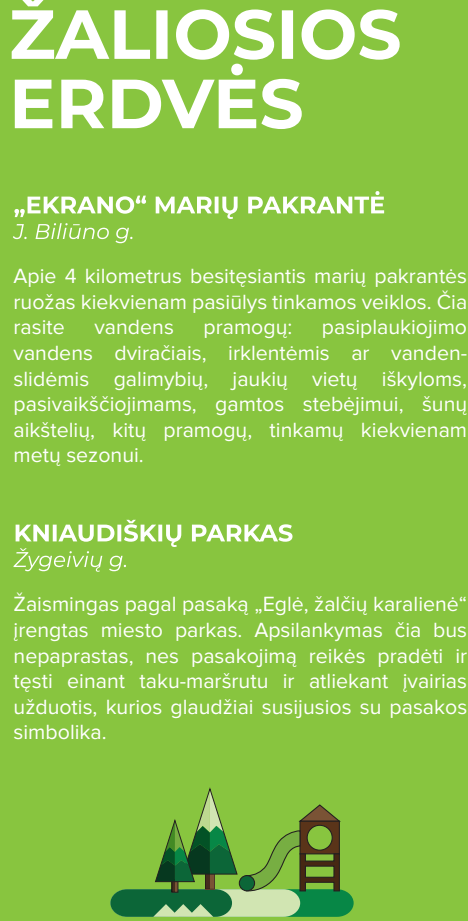 ŽALIOSIOS
ERDVĖS
„EKRANO“ MARIŲ PAKRANTĖ
J. Biliūno g.
Apie 4 kilometrus besitęsiantis marių pakrantės
ruožas kiekvienam pasiūlys tinkamos veiklos. Čia
rasite vandens pramogų: pasiplaukiojimo
vandens dviračiais, irklentėmis ar vanden-
slidėmis galimybių, jaukių vietų iškyloms,
pasivaikščiojimams, gamtos stebėjimui, šunų
aikštelių, kitų pramogų, tinkamų kiekvienam
metų sezonui.
KNIAUDIŠKIŲ PARKAS
Žygeivių g.
Žaismingas pagal pasaką „Eglė, žalčių karalienė“
įrengtas miesto parkas. Apsilankymas čia bus
nepaprastas, nes pasakojimą reikės pradėti ir
tęsti einant taku-maršrutu ir atliekant įvairias
užduotis, kurios glaudžiai susijusios su pasakos
simbolika.